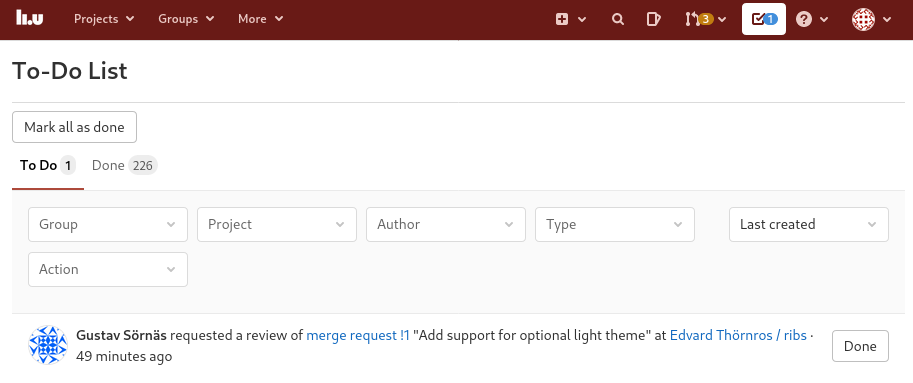 li.u Projects Groups More 3 1
To-Do List
Mark all as done
To Do 1 Done 226
Group Project Author Type Last created
Action
Gustav Sörnäs requested a review of merge request !1 "Add support for optional light theme" at Edvard Thörnros / ribs ·
49 minutes ago
Done